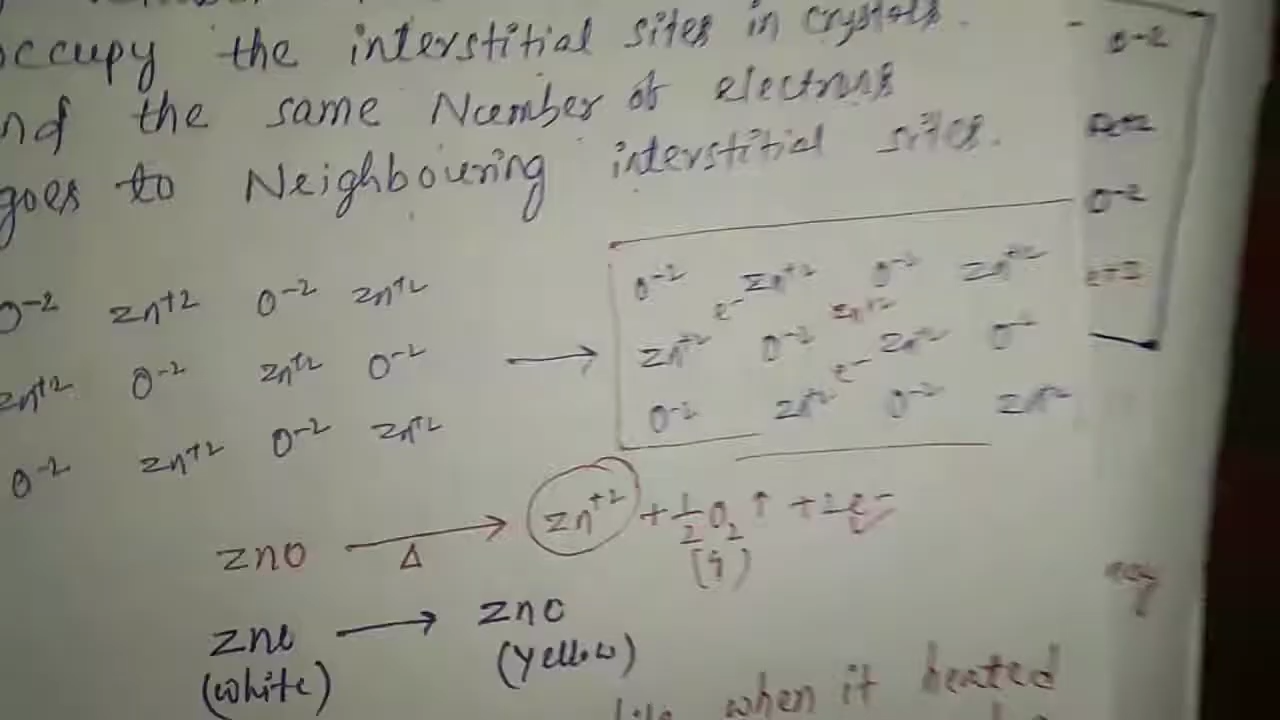 occupy the interstitial sites in crystals.
and the same Number of electrons
goes to Neighbouring interstitial sites.
O-2 Zn+2 O-2 Zn+2
Zn+2 O-2 Zn+2 O-2
O-2 Zn+2 O-2 Zn+2
O-2 Zn+2 O-2 Zn+2
e- Zn+2
Zn+2 O-2 Zn+2 O-
e-
O-2 Zn+2 O-2 Zn+2
O-2
O-2
ZnO →Δ Zn+2 + 1/2 O2 ↑ + 2e-
(g)
ZnO → ZnO
(white) (Yellow)
when it heated